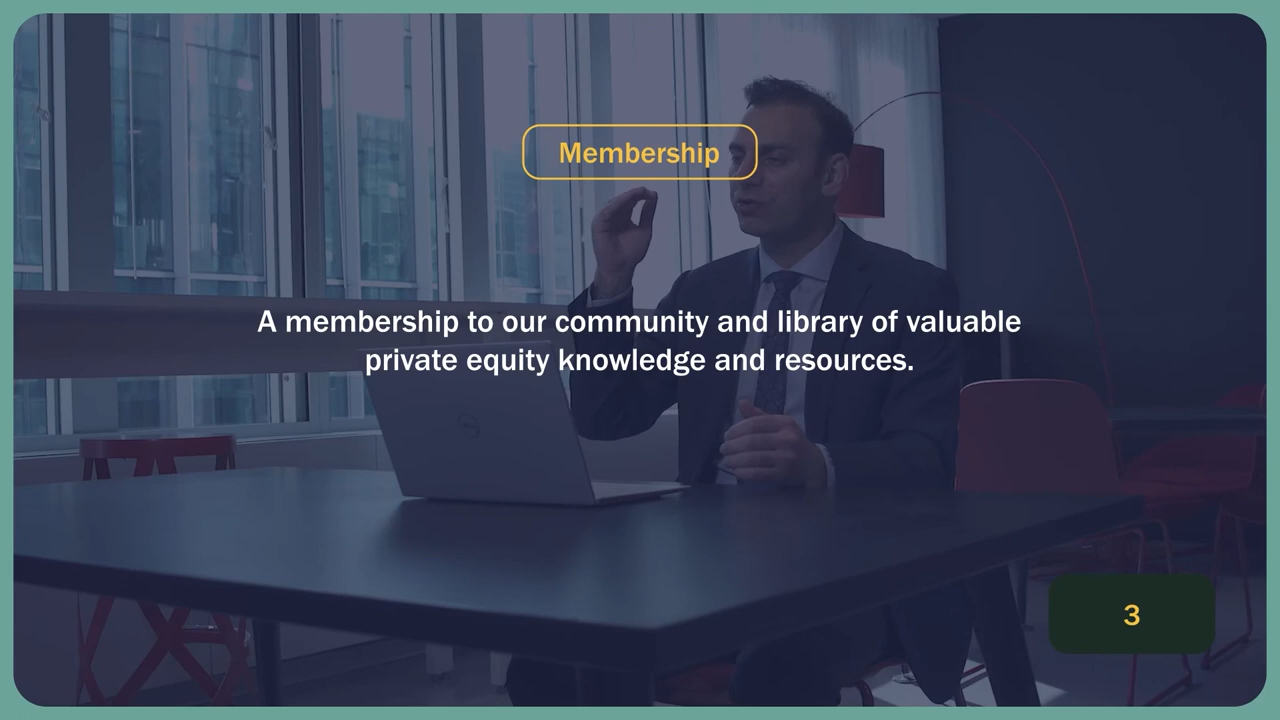 Membership
A membership to our community and library of valuable
private equity knowledge and resources.
3